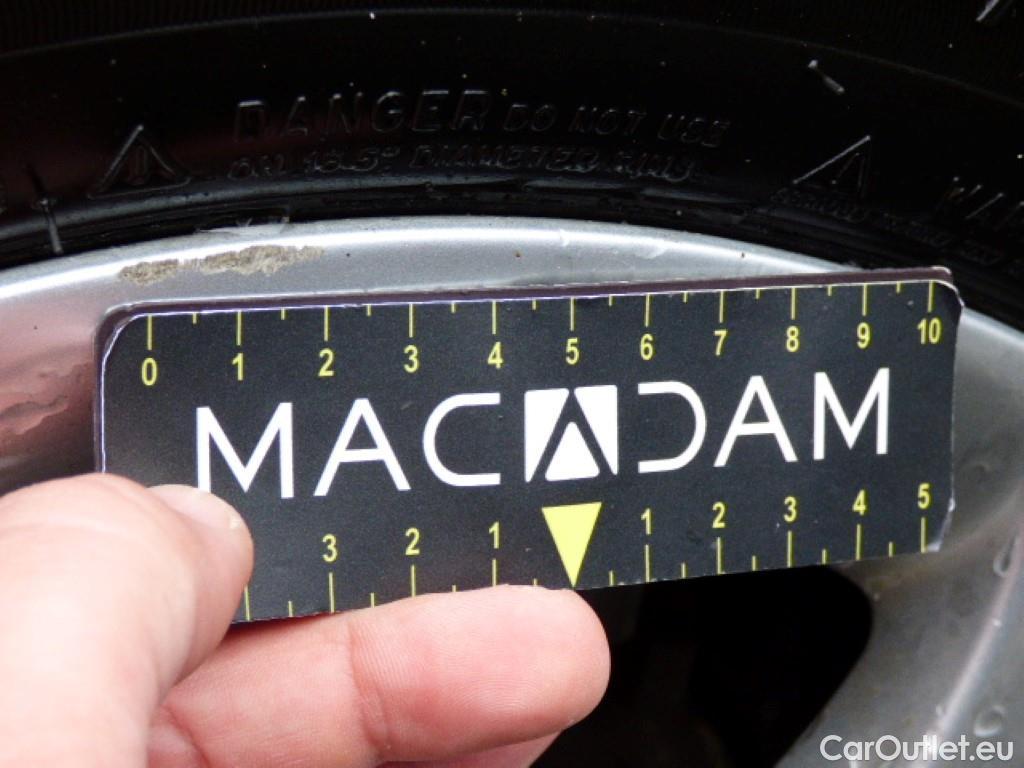 DANGER DO NOT USE
ON 16.5" DIAMETER RIMS
0 1 2 3 4 5 6 7 8 9 10
MACADAM
3 2 1 1 2 3 4 5
CarOutlet.eu